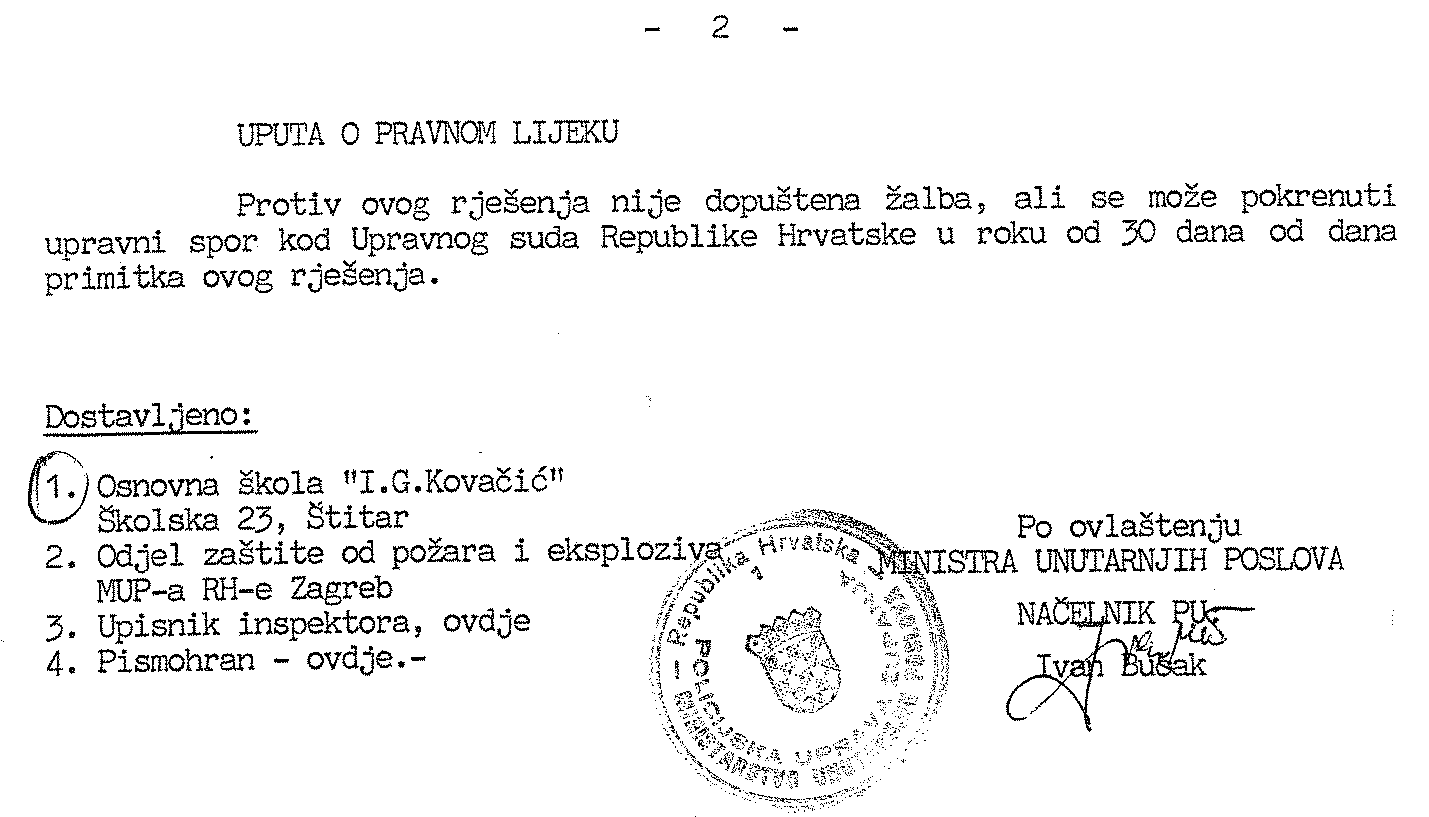 - 2 -
UPUTA O PRAVNOM LIJEKU
Protiv ovog rješenja nije dopuštena žalba, ali se može pokrenuti
upravni spor kod Upravnog suda Republike Hrvatske u roku od 30 dana od dana
primitka ovog rješenja.
Dostavljeno:
1. Osnovna škola "I.G.Kovačić"
Školska 23, Štitar
2. Odjel zaštite od požara i eksploziva
MUP-a RH-e Zagreb
3. Upisnik inspektora, ovdje
4. Pismohran - ovdje.-
Po ovlaštenju
MINISTRA UNUTARNJIH POSLOVA
NAČELNIK PU
Ivan Bušak
Republika Hrvatska
MINISTARSTVO
POLICIJSKA UPRAVA